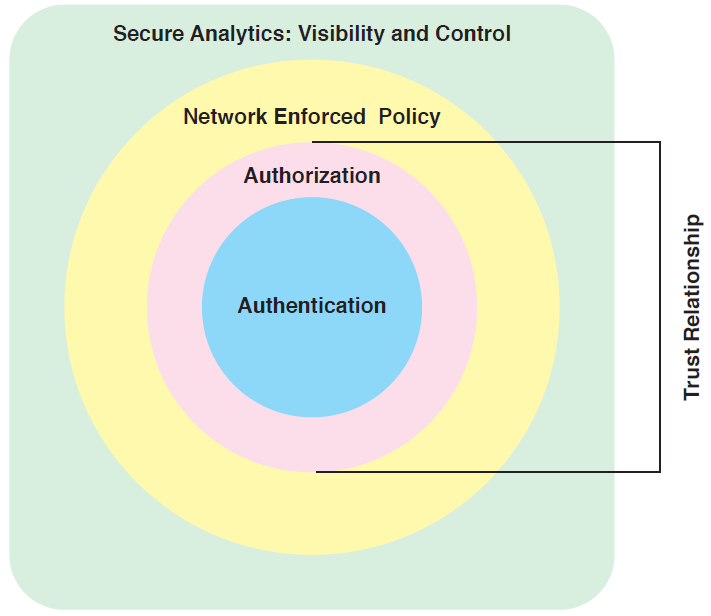 Secure Analytics: Visibility and Control
Network Enforced Policy
Authorization
Authentication
Trust Relationship